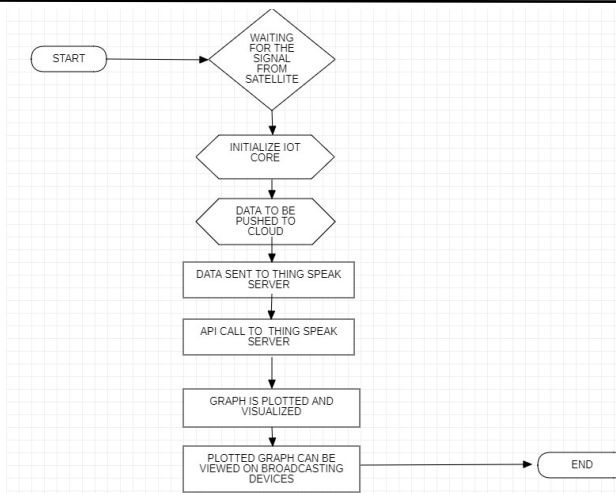 START
WAITING
FOR THE
SIGNAL
FROM
SATELLITE
INITIALIZE IOT
CORE
DATA TO BE
PUSHED TO
CLOUD
DATA SENT TO THING SPEAK
SERVER
API CALL TO THING SPEAK
SERVER
GRAPH IS PLOTTED AND
VISUALIZED
PLOTTED GRAPH CAN BE
VIEWED ON BROADCASTING
DEVICES
END